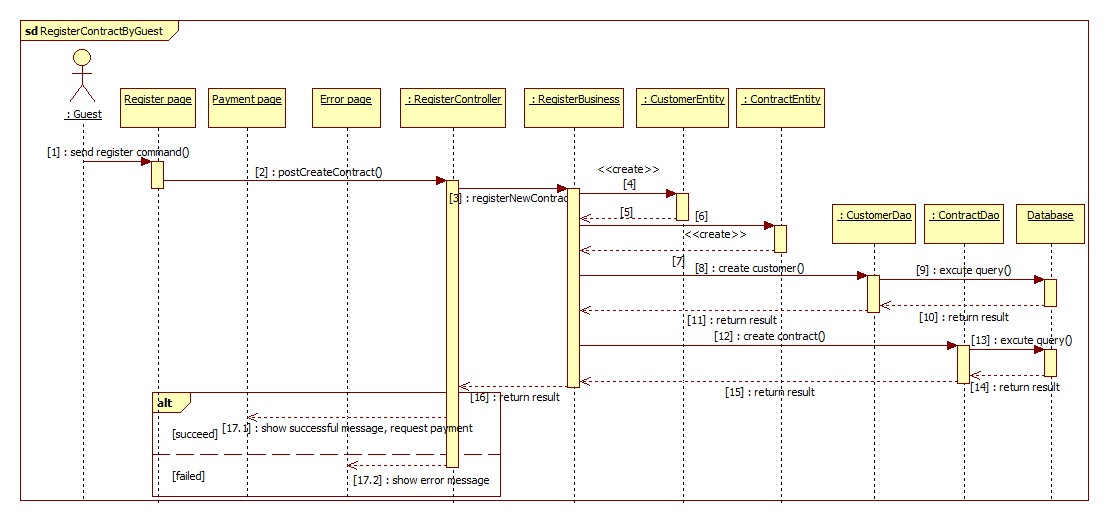 sd RegisterContractByGuest
: Guest
Register page
Payment page
Error page
: RegisterController
: RegisterBusiness
: CustomerEntity
: ContractEntity
[1] : send register command()
[2] : postCreateContract()
<<create>>
[3] : registerNewContrac
[4]
[5]
[6]
<<create>>
: CustomerDao
: ContractDao
Database
[7]
[8] : create customer()
[9] : excute query()
[10] : return result
[11] : return result
[12] : create contract()
[13] : excute query()
[14] : return result
[15] : return result
[16] : return result
alt
[17.1] : show successful message, request payment
[succeed]
[failed]
[17.2] : show error message